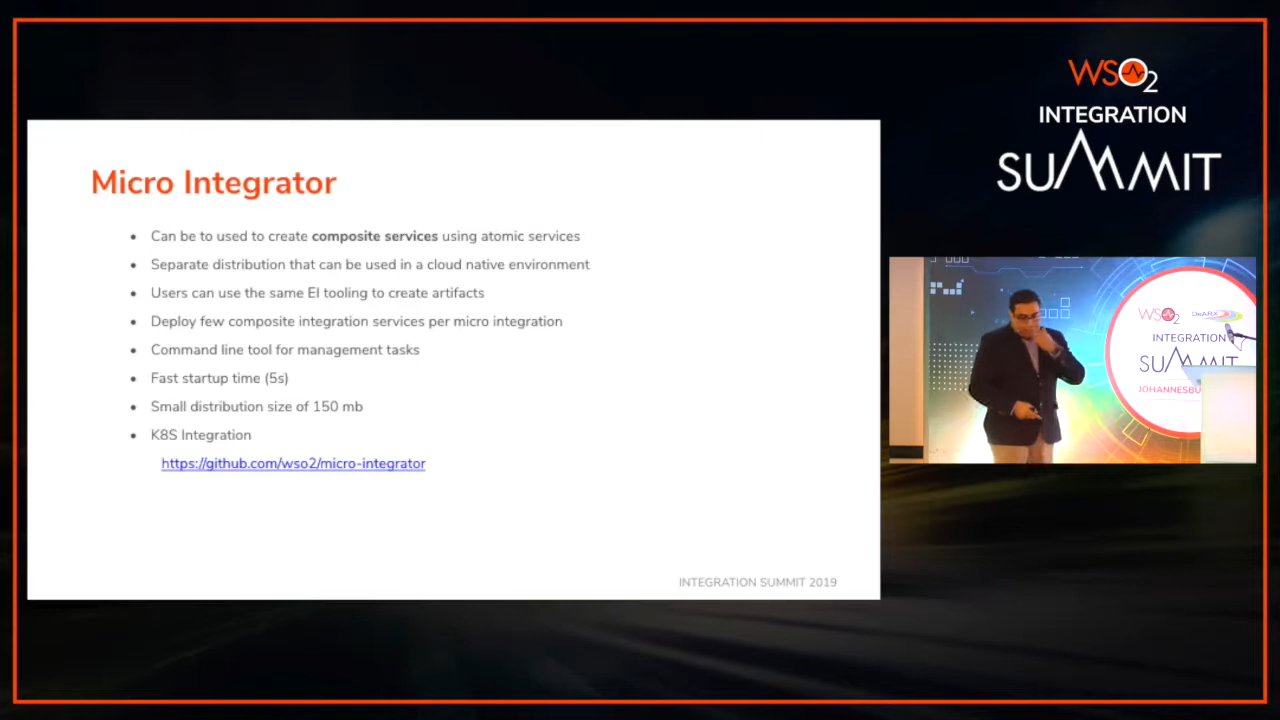 WSO2
INTEGRATION
SUMMIT
Micro Integrator
• Can be to used to create composite services using atomic services
• Separate distribution that can be used in a cloud native environment
• Users can use the same EI tooling to create artifacts
• Deploy few composite integration services per micro integration
• Command line tool for management tasks
• Fast startup time (5s)
• Small distribution size of 150 mb
• K8S Integration
https://github.com/wso2/micro-integrator
INTEGRATION SUMMIT 2019
WSO2
INTEGRATION
SUMMIT